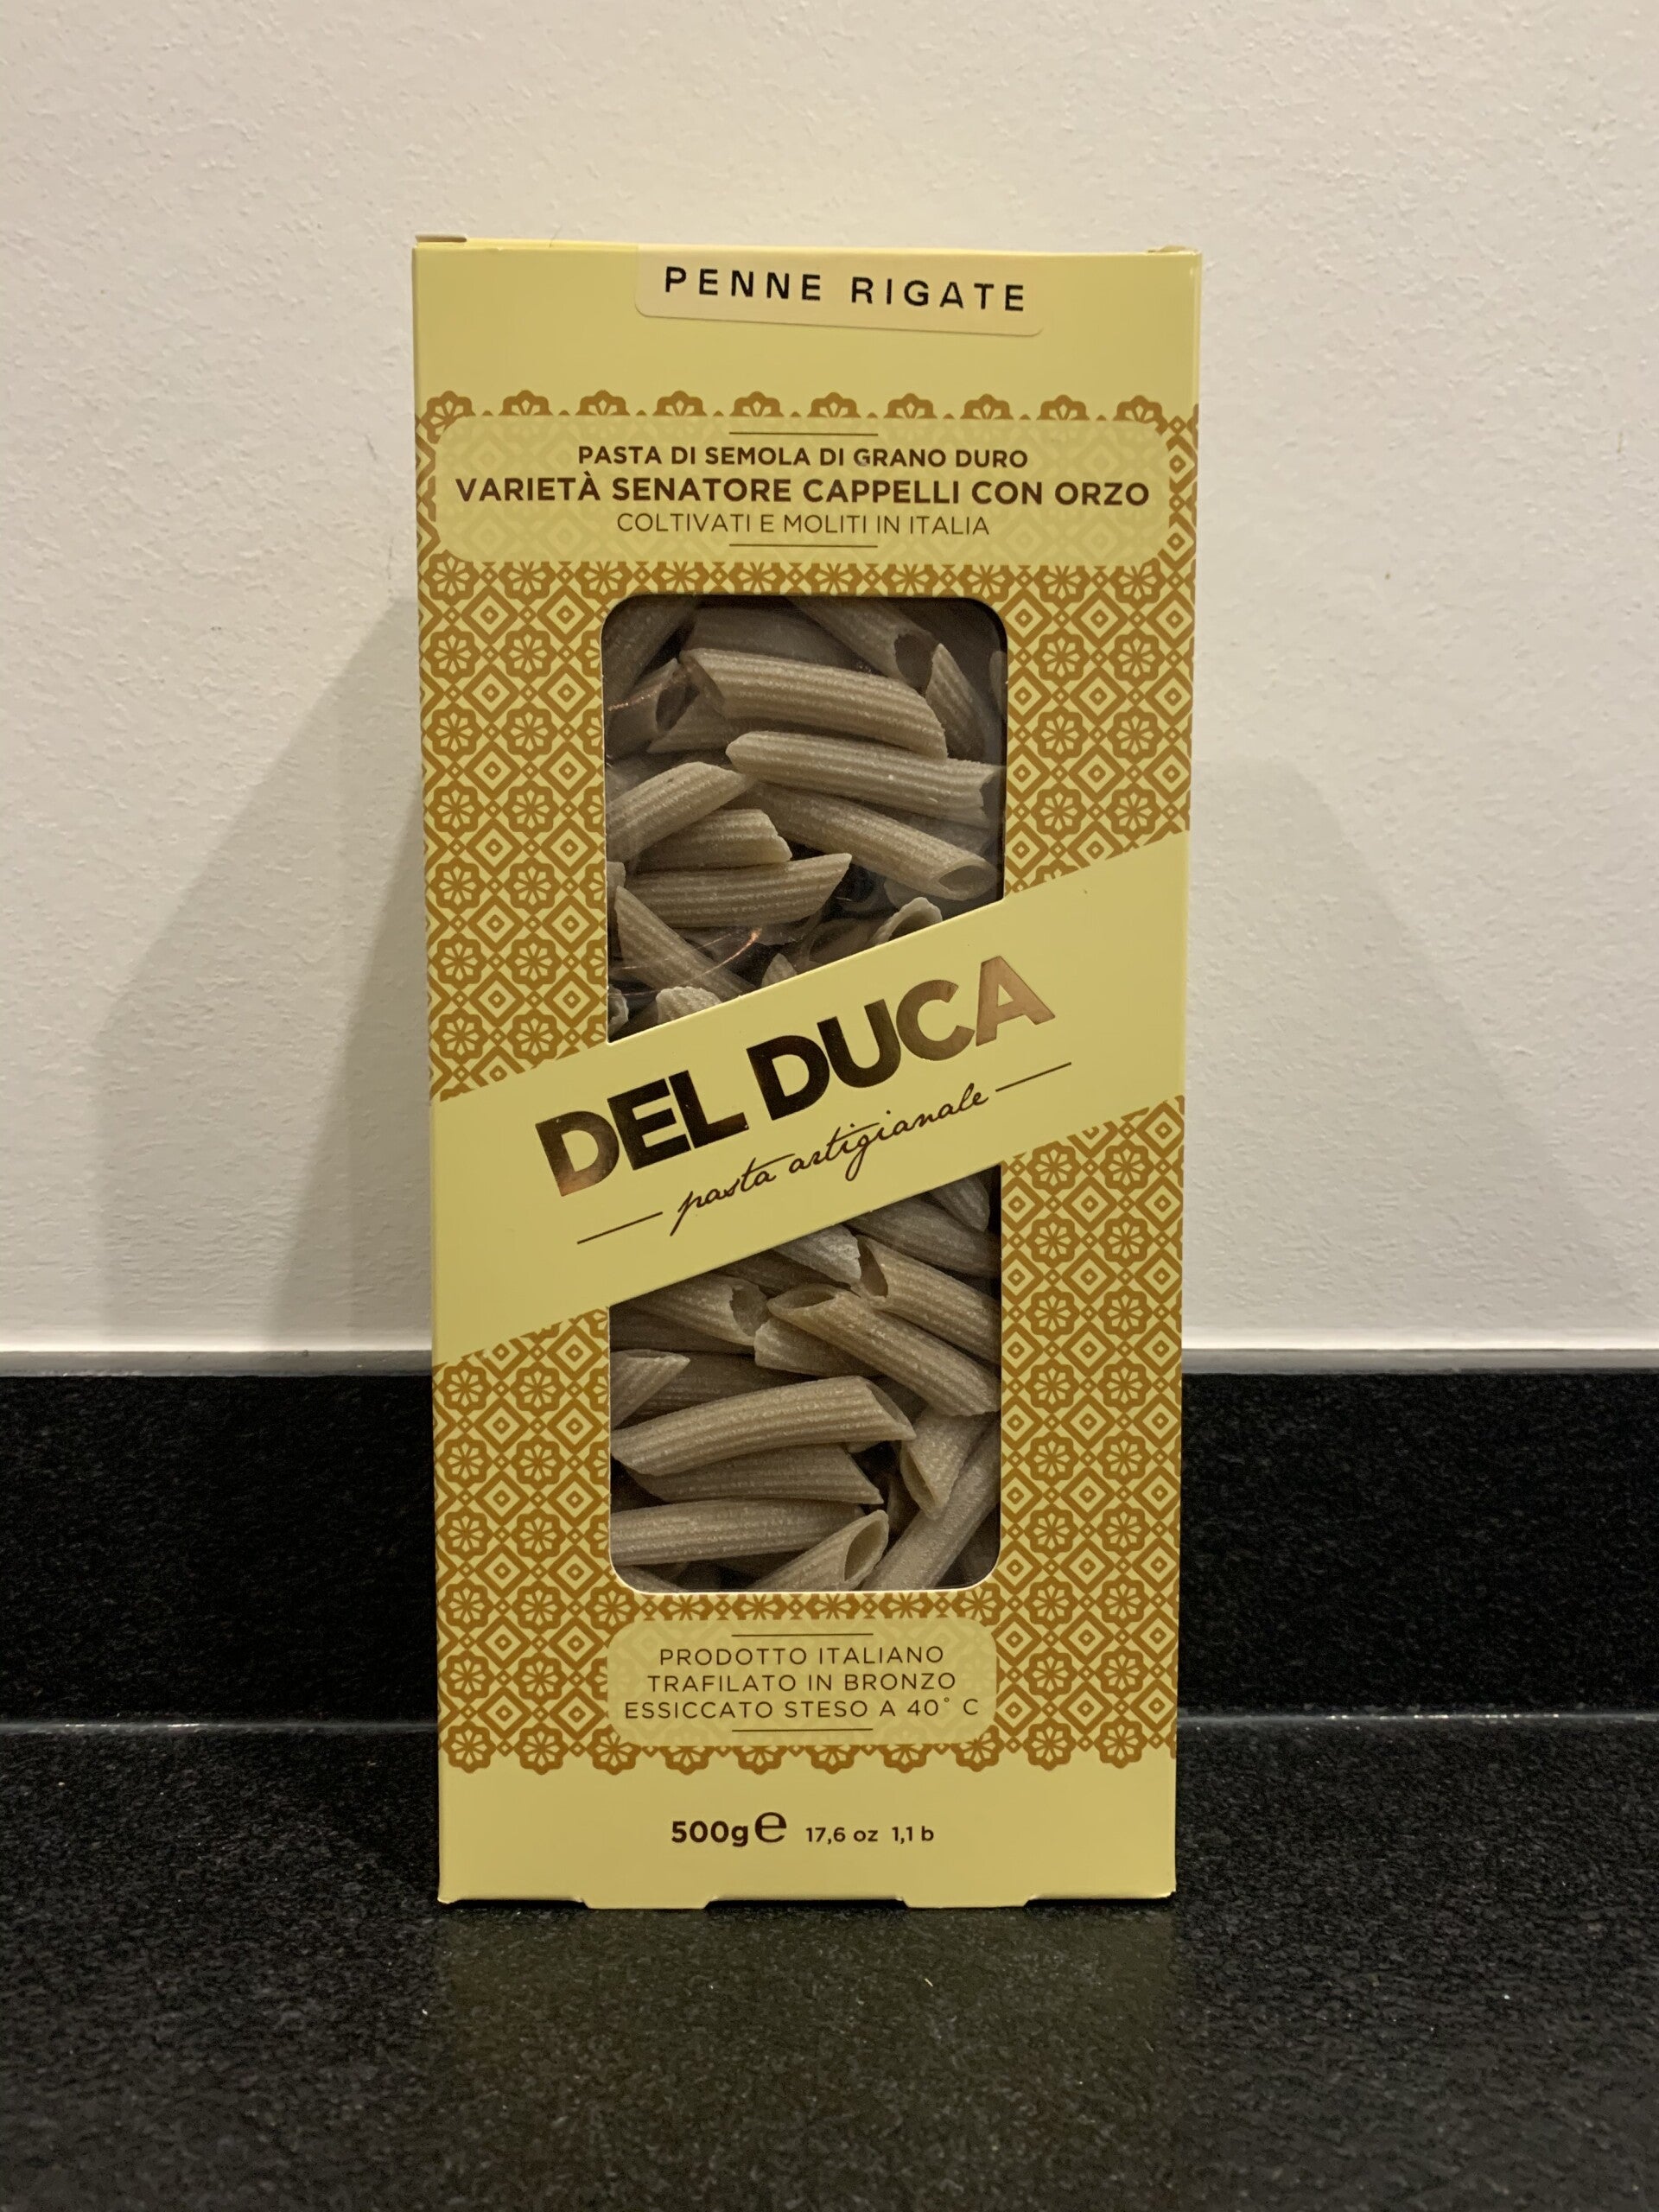 PENNE RIGATE
PASTA DI SEMOLA DI GRANO DURO
VARIETÀ SENATORE CAPPELLI CON ORZO
COLTIVATI E MOLITI IN ITALIA
DEL DUCA
pasta artigianale
PRODOTTO ITALIANO
TRAFILATO IN BRONZO
ESSICCATO STESO A 40° C
500g e 17,6 oz 1,1 b